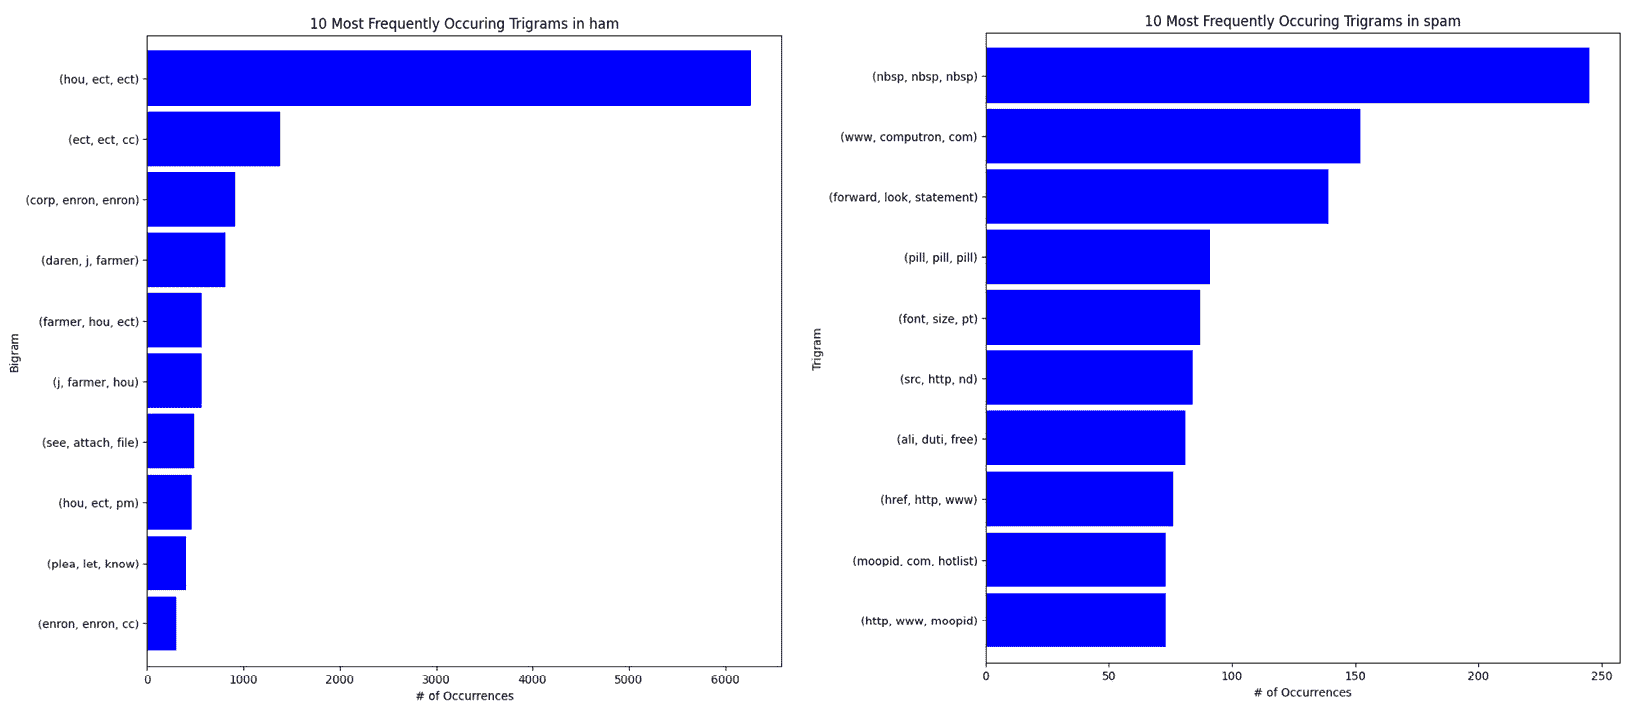 10 Most Frequently Occuring Trigrams in ham
(hou, ect, ect)
(ect, ect, cc)
(corp, enron, enron)
(daren, j, farmer)
(farmer, hou, ect)
(j, farmer, hou)
(see, attach, file)
(hou, ect, pm)
(plea, let, know)
(enron, enron, cc)
Bigram
0 1000 2000 3000 4000 5000 6000
# of Occurrences
10 Most Frequently Occuring Trigrams in spam
(nbsp, nbsp, nbsp)
(www, computron, com)
(forward, look, statement)
(pill, pill, pill)
(font, size, pt)
(src, http, nd)
(ali, duti, free)
(href, http, www)
(moopid, com, hotlist)
(http, www, moopid)
Trigram
0 50 100 150 200 250
# of Occurrences